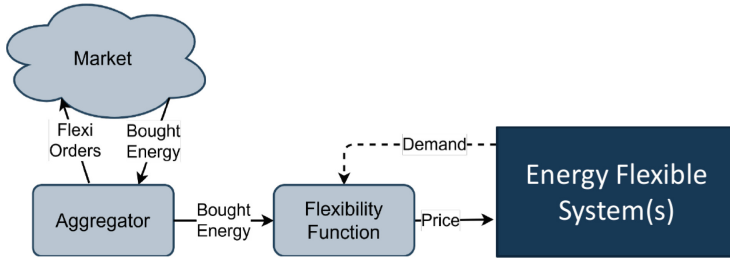 Market
Flexi
Orders
Bought
Energy
Demand
Energy Flexible
System(s)
Aggregator
Bought
Energy
Flexibility
Function
Price